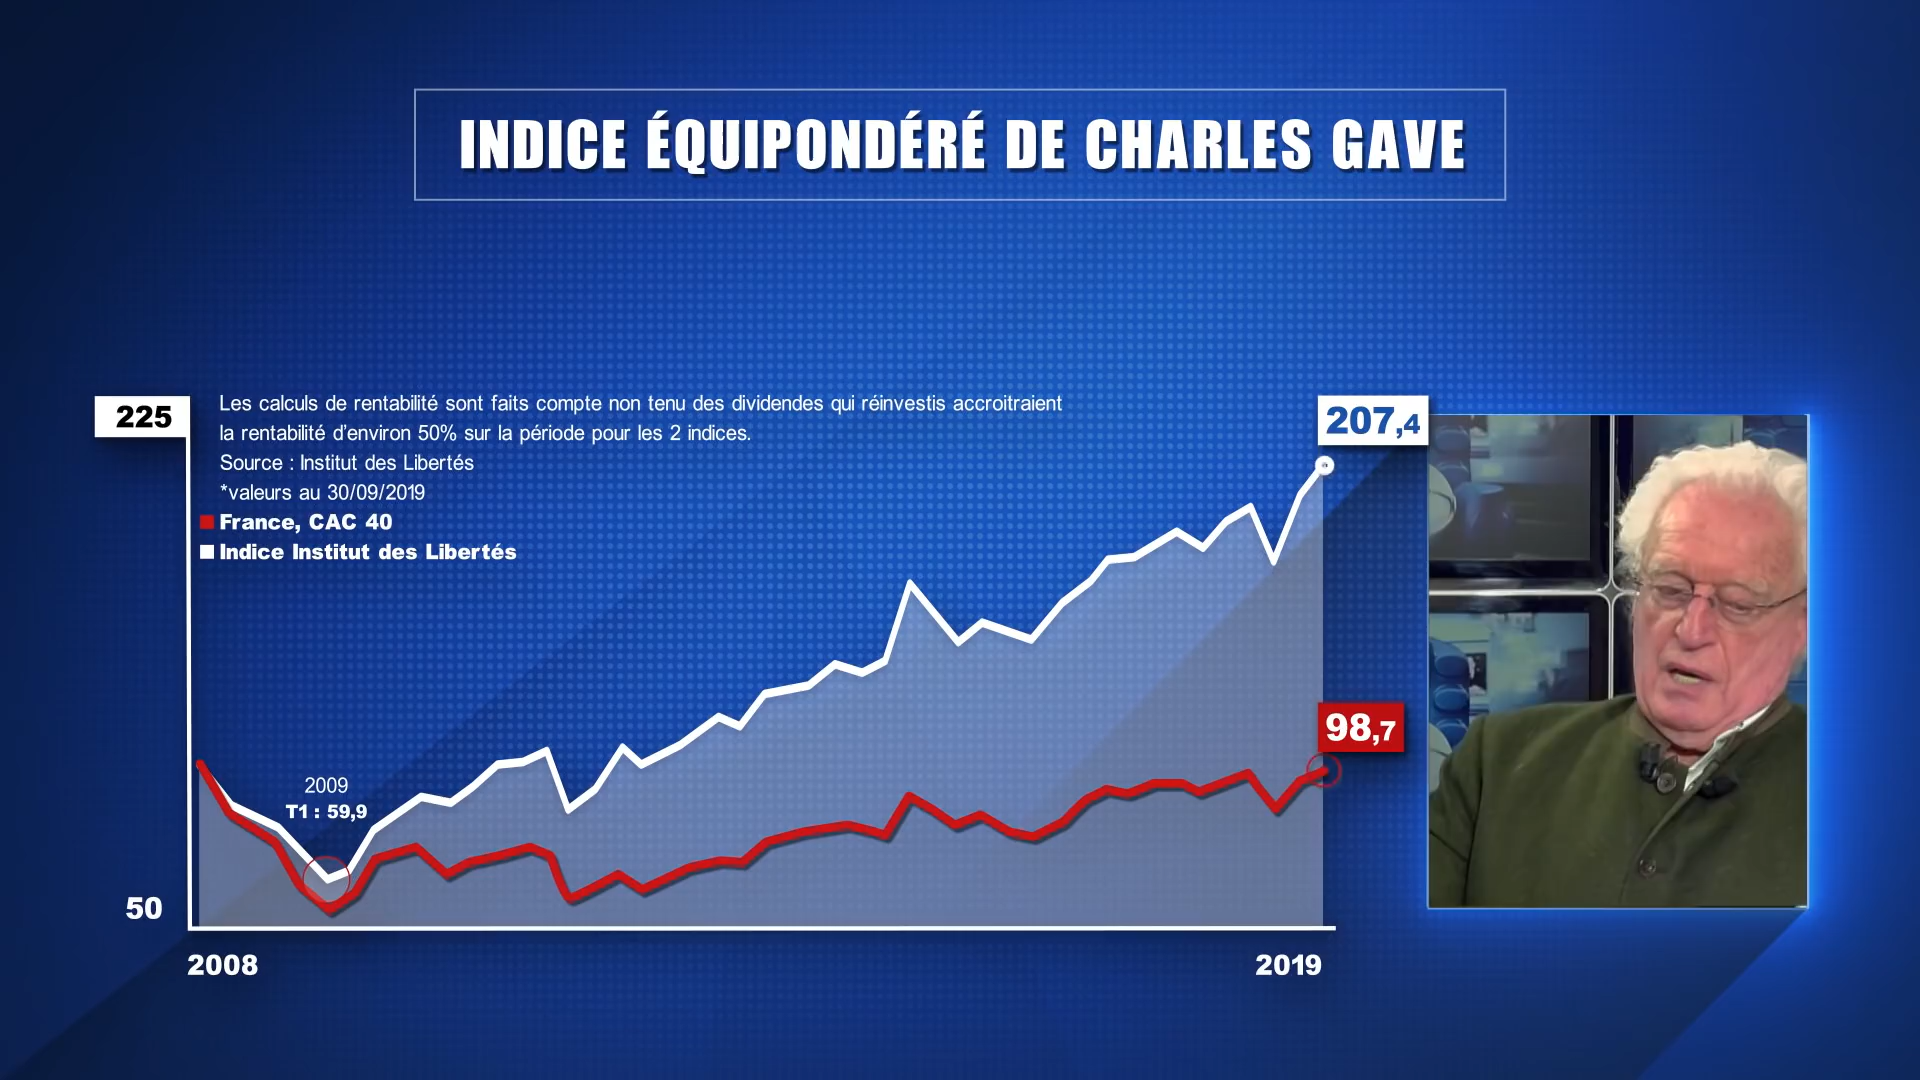 INDICE ÉQUIPONDÉRÉ DE CHARLES GAVE
225
Les calculs de rentabilité sont faits compte non tenu des dividendes qui réinvestis accroitraient
la rentabilité d'environ 50% sur la période pour les 2 indices.
Source : Institut des Libertés
*valeurs au 30/09/2019
France, CAC 40
Indice Institut des Libertés
207,4
98,7
2009
T1 : 59,9
50
2008
2019